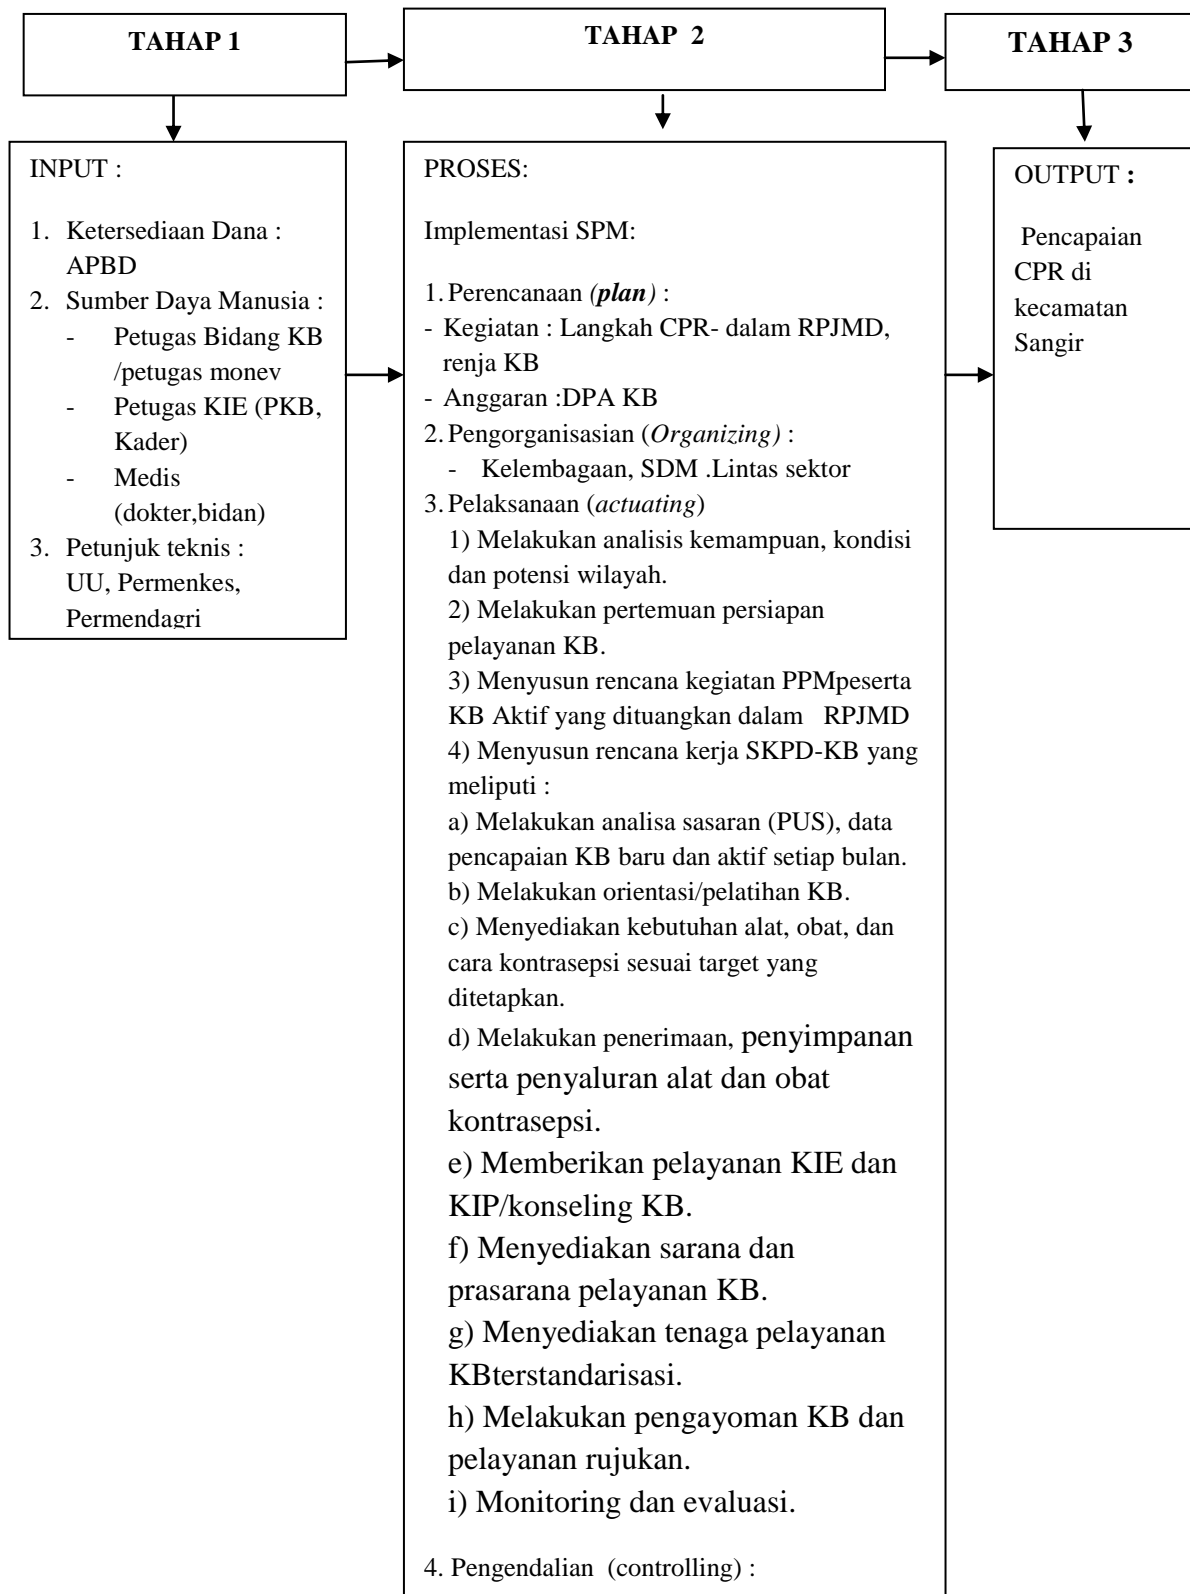 TAHAP 1
TAHAP 2
TAHAP 3
INPUT :
1. Ketersediaan Dana :
APBD
2. Sumber Daya Manusia :
- Petugas Bidang KB
/petugas monev
- Petugas KIE (PKB,
Kader)
- Medis
(dokter,bidan)
3. Petunjuk teknis :
UU, Permenkes,
Permendagri
PROSES:
Implementasi SPM:
1. Perencanaan (plan) :
- Kegiatan : Langkah CPR- dalam RPJMD,
renja KB
- Anggaran :DPA KB
2. Pengorganisasian (Organizing) :
- Kelembagaan, SDM .Lintas sektor
3. Pelaksanaan (actuating)
1) Melakukan analisis kemampuan, kondisi
dan potensi wilayah.
2) Melakukan pertemuan persiapan
pelayanan KB.
3) Menyusun rencana kegiatan PPMpeserta
KB Aktif yang dituangkan dalam RPJMD
4) Menyusun rencana kerja SKPD-KB yang
meliputi :
a) Melakukan analisa sasaran (PUS), data
pencapaian KB baru dan aktif setiap bulan.
b) Melakukan orientasi/pelatihan KB.
c) Menyediakan kebutuhan alat, obat, dan
cara kontrasepsi sesuai target yang
ditetapkan.
d) Melakukan penerimaan, penyimpanan
serta penyaluran alat dan obat
kontrasepsi.
e) Memberikan pelayanan KIE dan
KIP/konseling KB.
f) Menyediakan sarana dan
prasarana pelayanan KB.
g) Menyediakan tenaga pelayanan
KBterstandarisasi.
h) Melakukan pengayoman KB dan
pelayanan rujukan.
i) Monitoring dan evaluasi.
4. Pengendalian (controlling) :
OUTPUT :
Pencapaian
CPR di
kecamatan
Sangir